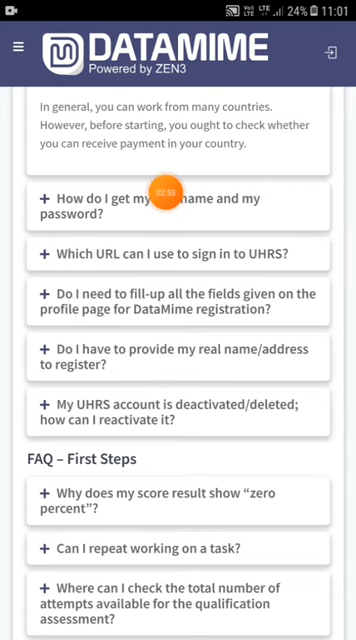 24% 11:01
DATAMIME
Powered by ZEN3
In general, you can work from many countries.
However, before starting, you ought to check whether
you can receive payment in your country.
+ How do I get my name and my
02:53
password?
+ Which URL can I use to sign in to UHRS?
+ Do I need to fill-up all the fields given on the
profile page for DataMime registration?
+ Do I have to provide my real name/address
to register?
+ My UHRS account is deactivated/deleted;
how can I reactivate it?
FAQ – First Steps
+ Why does my score result show “zero
percent”?
+ Can I repeat working on a task?
+ Where can I check the total number of
attempts available for the qualification
assessment?